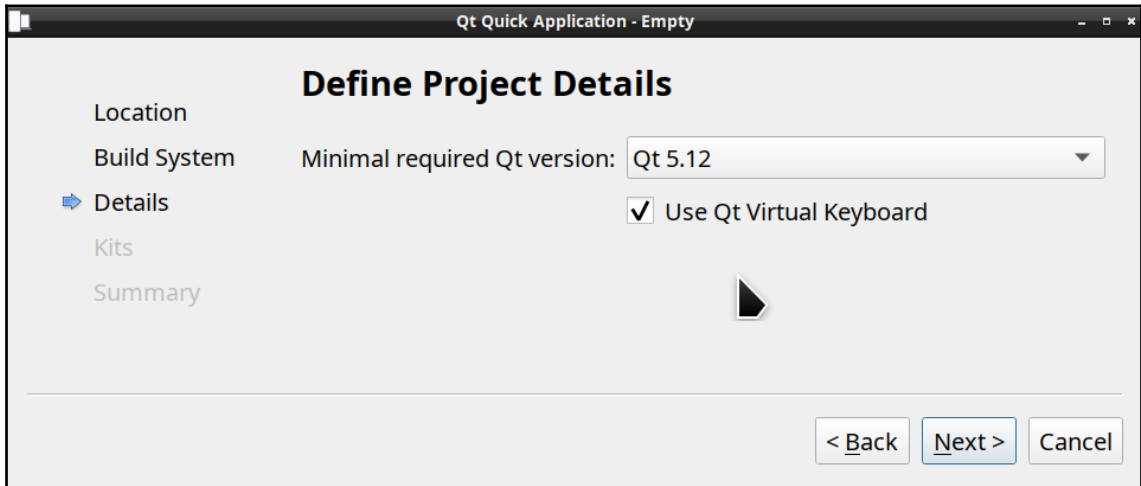 Qt Quick Application - Empty
Define Project Details
Location
Build System
Details
Kits
Summary
Minimal required Qt version: Qt 5.12
Use Qt Virtual Keyboard
< Back Next > Cancel